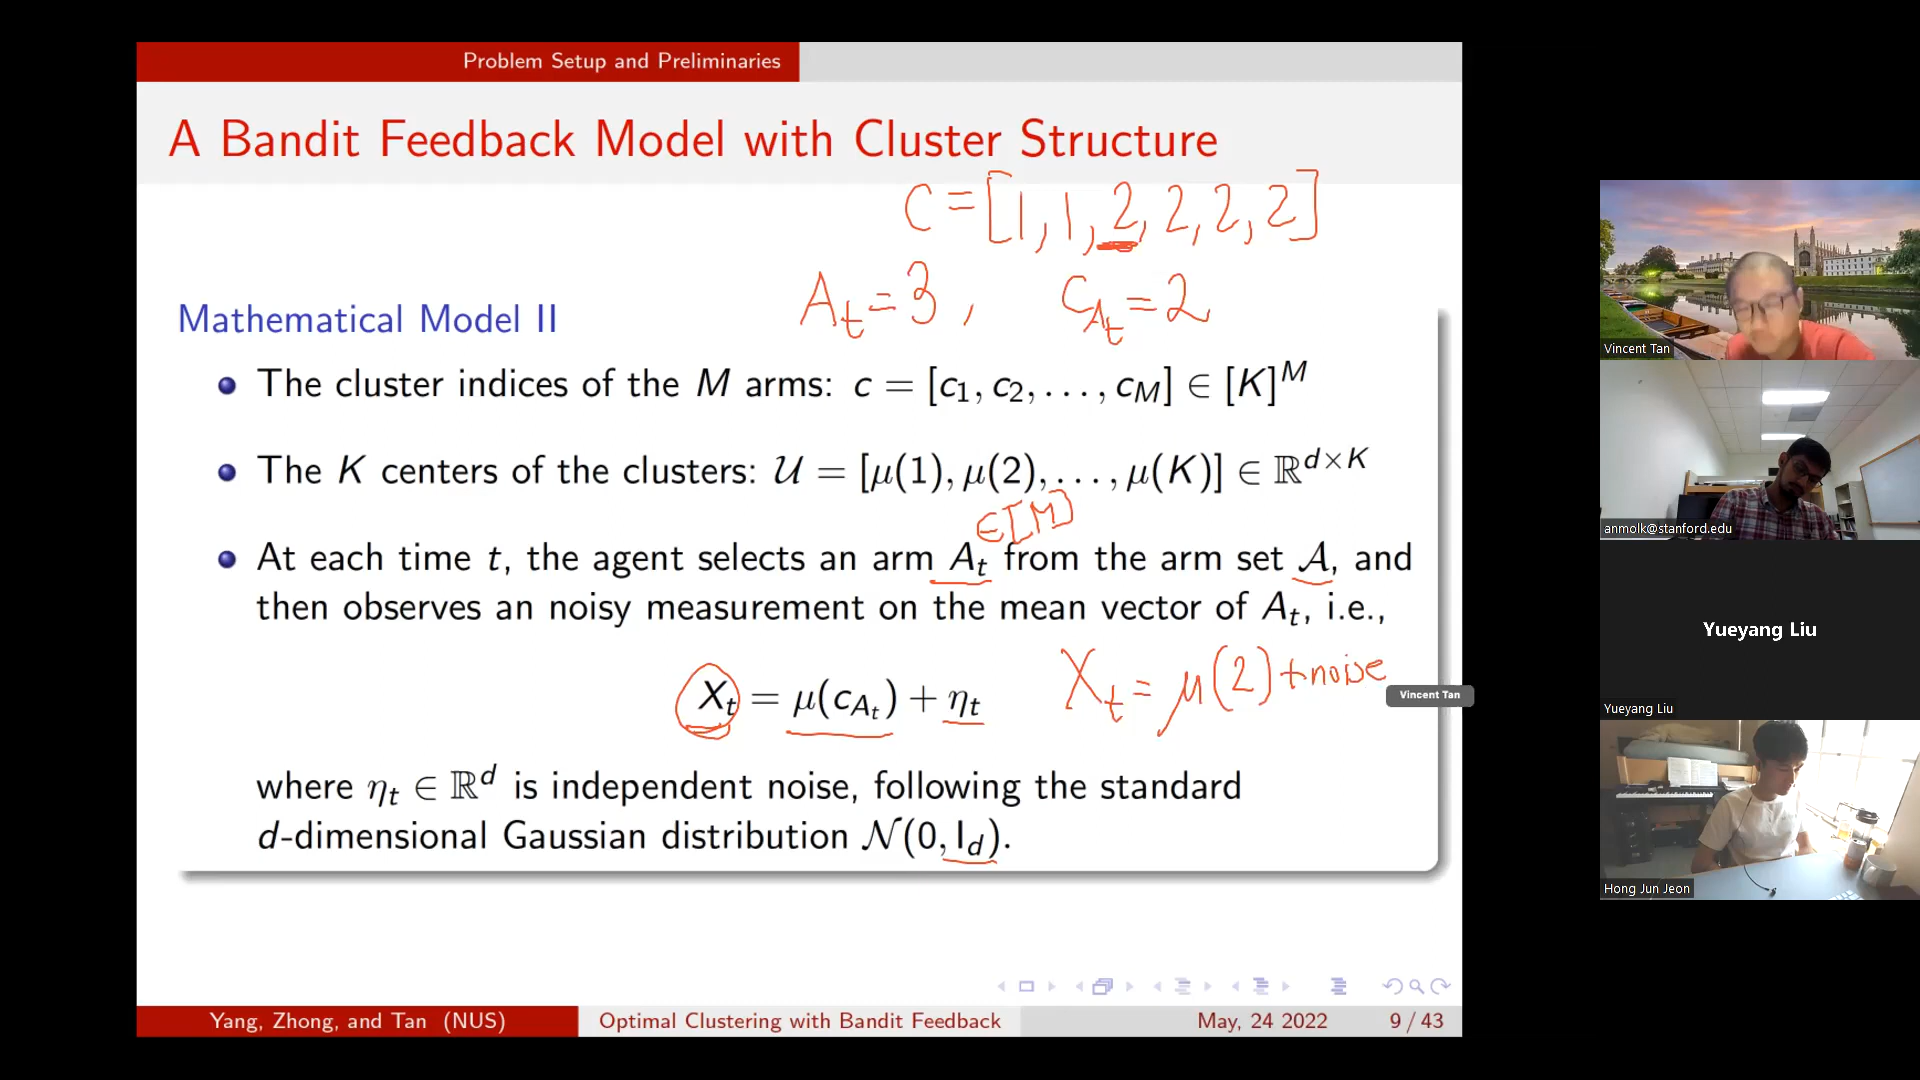 Problem Setup and Preliminaries
A Bandit Feedback Model with Cluster Structure
C = [1, 1, 2, 2, 2, 2]
A_t = 3, C_{A_t} = 2
Mathematical Model II
The cluster indices of the M arms: c = [c_1, c_2, . . . , c_M] ∈ [K]^M
The K centers of the clusters: 𝒰 = [μ(1), μ(2), . . . , μ(K)] ∈ ℝ^{d×K}
∈[M]
At each time t, the agent selects an arm A_t from the arm set 𝒜, and
then observes a noisy measurement on the mean vector of A_t, i.e.,
X_t = μ(c_{A_t}) + η_t
X_t = μ(2) + noise
where η_t ∈ ℝ^d is independent noise, following the standard
d-dimensional Gaussian distribution 𝒩(0, I_d).
Yang, Zhong, and Tan (NUS)
Optimal Clustering with Bandit Feedback
May, 24 2022
9 / 43
Vincent Tan
Vincent Tan
anmolk@stanford.edu
Yueyang Liu
Yueyang Liu
Hong Jun Jeon